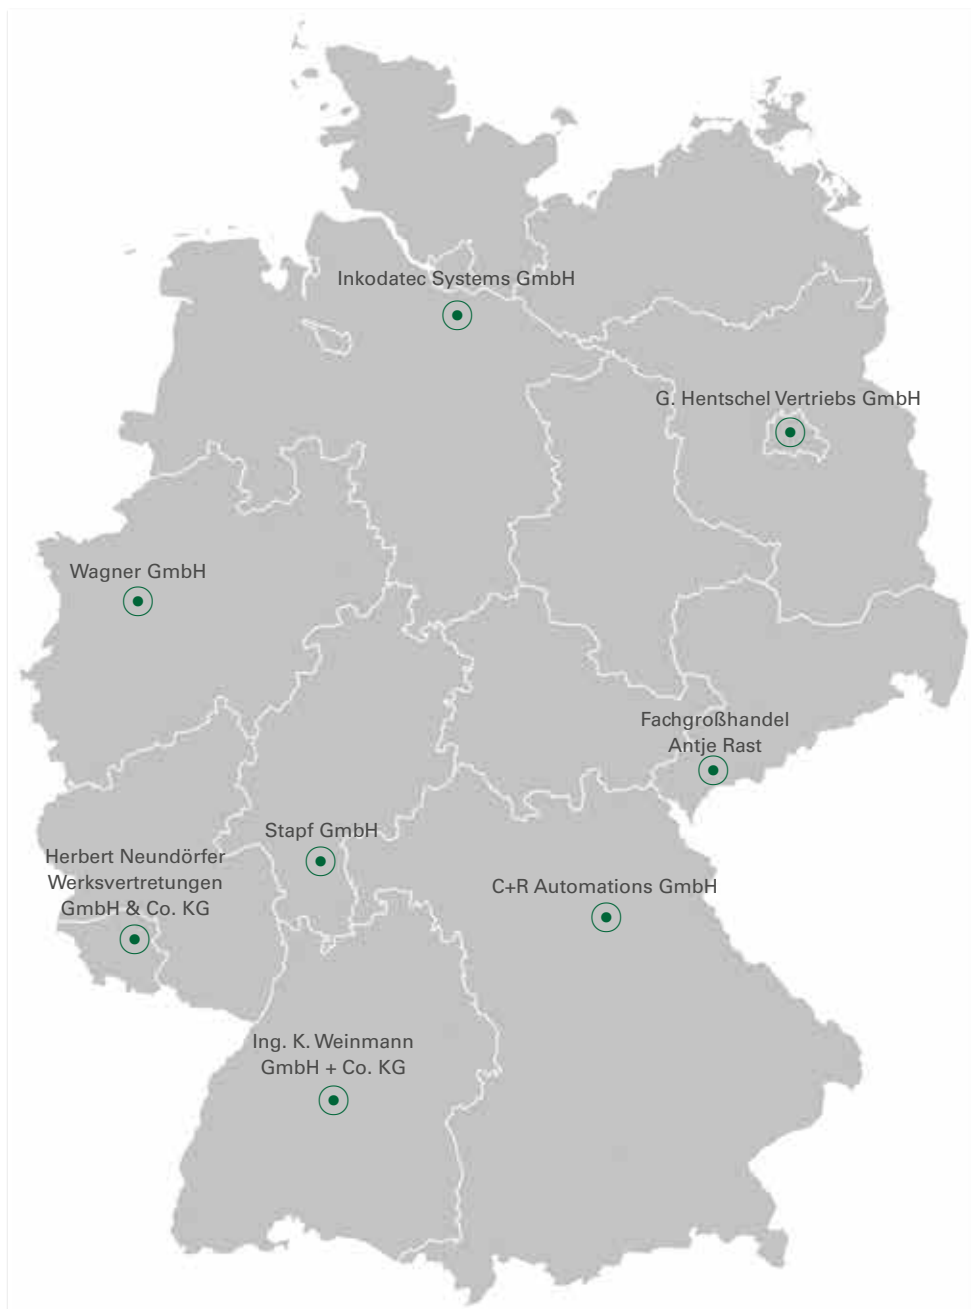 Inkodatec Systems GmbH
G. Hentschel Vertriebs GmbH
Wagner GmbH
Fachgroßhandel
Antje Rast
Stapf GmbH
Herbert Neundörfer
Werksvertretungen
GmbH & Co. KG
C+R Automations GmbH
Ing. K. Weinmann
GmbH + Co. KG